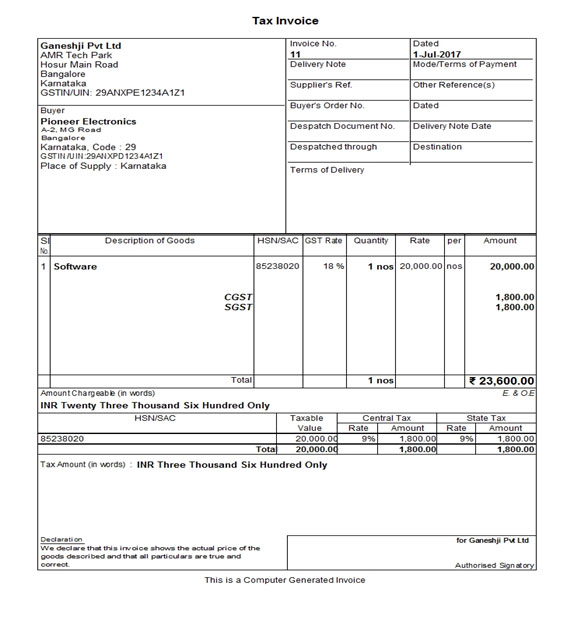 Tax Invoice
Ganeshji Pvt Ltd
AMR Tech Park
Hosur Main Road
Bangalore
Karnataka
GSTIN/UIN: 29ANXPE1234A1Z1
Invoice No.
11
Dated
1-Jul-2017
Delivery Note
Mode/Terms of Payment
Supplier's Ref.
Other Reference(s)
Buyer
Pioneer Electronics
A-2, MG Road
Bangalore
Karnataka, Code : 29
GSTIN/UIN:29ANXPD1234A1Z1
Place of Supply : Karnataka
Buyer's Order No.
Dated
Despatch Document No.
Delivery Note Date
Despatched through
Destination
Terms of Delivery
Sl No Description of Goods HSN/SAC GST Rate Quantity Rate per Amount
1 Software 85238020 18 % 1 nos 20,000.00 nos 20,000.00
CGST 1,800.00
SGST 1,800.00
Total 1 nos ₹ 23,600.00
Amount Chargeable (in words) E. & O.E
INR Twenty Three Thousand Six Hundred Only
HSN/SAC Taxable Value Central Tax Rate Amount State Tax Rate Amount
85238020 20,000.00 9% 1,800.00 9% 1,800.00
Total 20,000.00 1,800.00 1,800.00
Tax Amount (in words) : INR Three Thousand Six Hundred Only
Declaration
We declare that this invoice shows the actual price of the
goods described and that all particulars are true and
correct.
for Ganeshji Pvt Ltd
Authorised Signatory
This is a Computer Generated Invoice